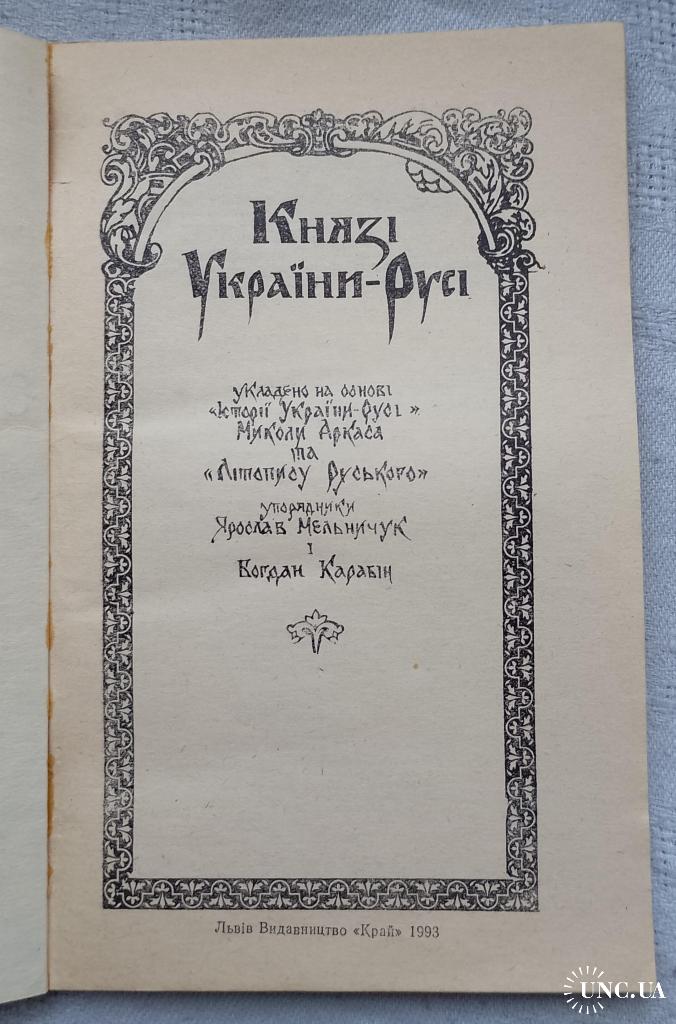 Князі
України-Русі
укладено на основі
«Історії України-Русі»
Миколи Аркаса
та
«Літопису Руського»
упорядники
Ярослав Мельничук
і
Богдан Карабін
Львів Видавництво «Край» 1993
UNC.UA